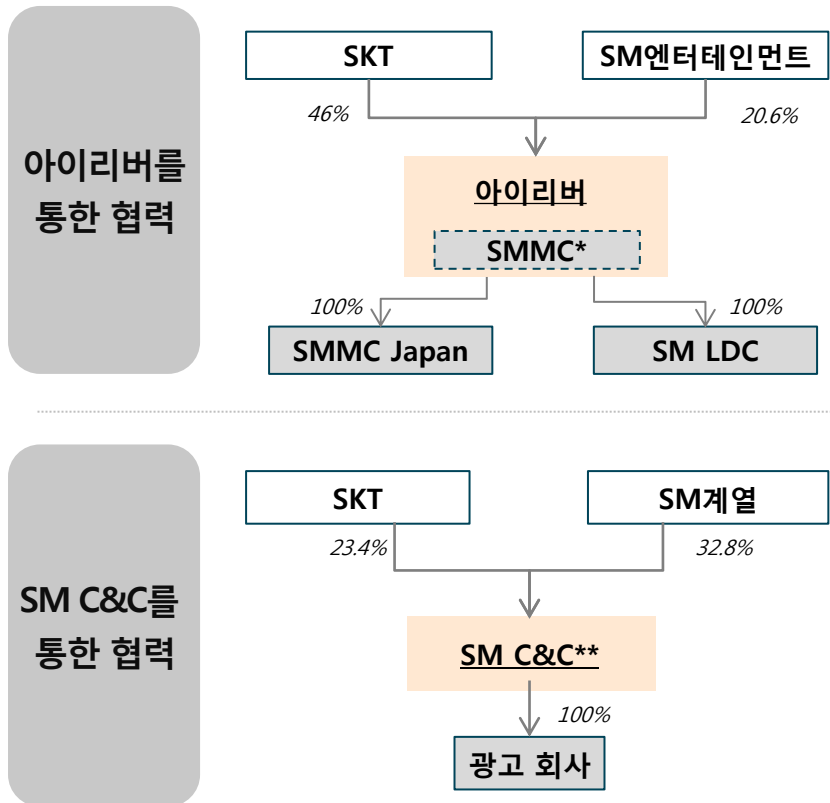 아이리버를
통한 협력
SKT
SM엔터테인먼트
46%
20.6%
아이리버
SMMC*
100%
100%
SMMC Japan
SM LDC
SM C&C를
통한 협력
SKT
SM계열
23.4%
32.8%
SM C&C**
100%
광고 회사